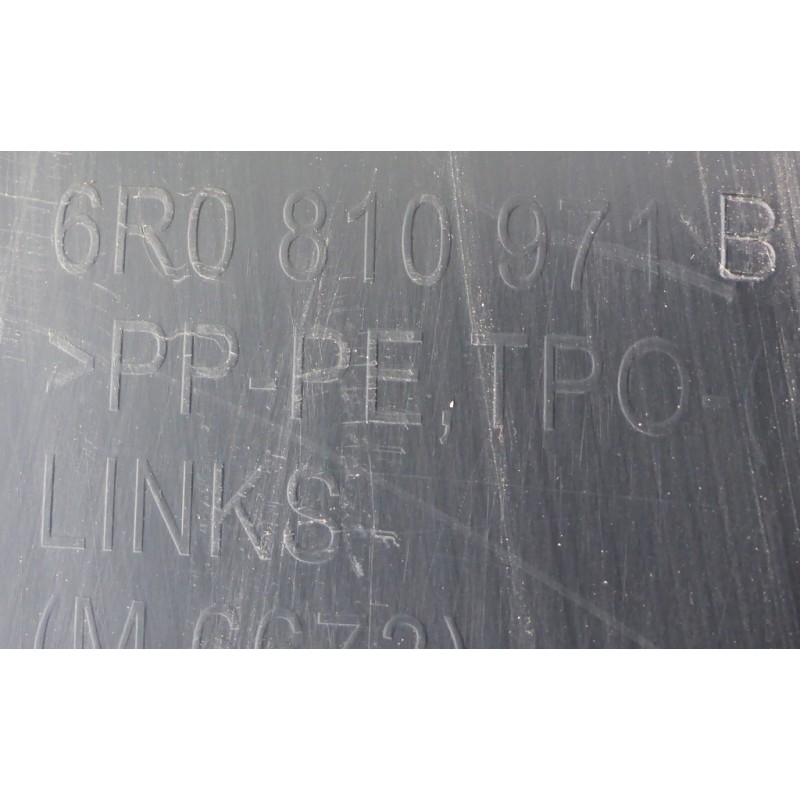 6R0 810 971 B
>PP-PE,TPO-
LINKS-